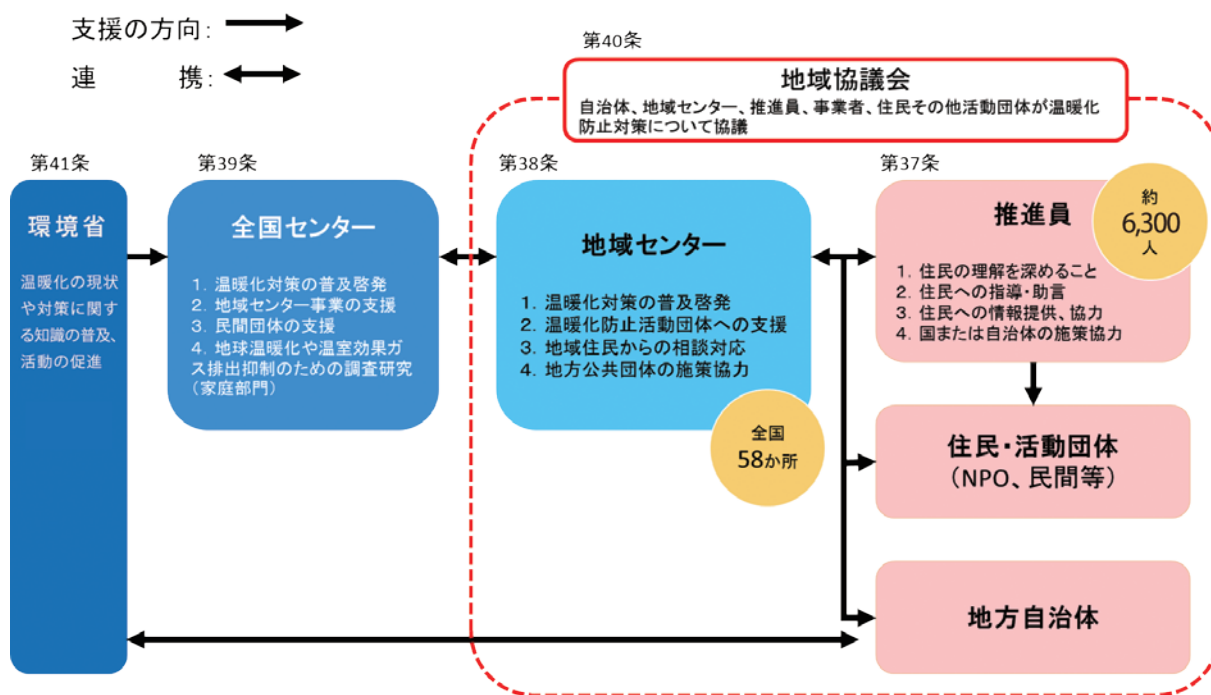 支援の方向：
連　　携：
第40条
地域協議会
自治体、地域センター、推進員、事業者、住民その他活動団体が温暖化
防止対策について協議
第41条
環境省
温暖化の現状
や対策に関す
る知識の普及、
活動の促進
第39条
全国センター
1. 温暖化対策の普及啓発
2. 地域センター事業の支援
3. 民間団体の支援
4. 地球温暖化や温室効果ガ
ス排出抑制のための調査研究
（家庭部門）
第38条
地域センター
1. 温暖化対策の普及啓発
2. 温暖化防止活動団体への支援
3. 地域住民からの相談対応
4. 地方公共団体の施策協力
全国
58か所
第37条
推進員
約
6,300
人
1. 住民の理解を深めること
2. 住民への指導・助言
3. 住民への情報提供、協力
4. 国または自治体の施策協力
住民・活動団体
（NPO、民間等）
地方自治体